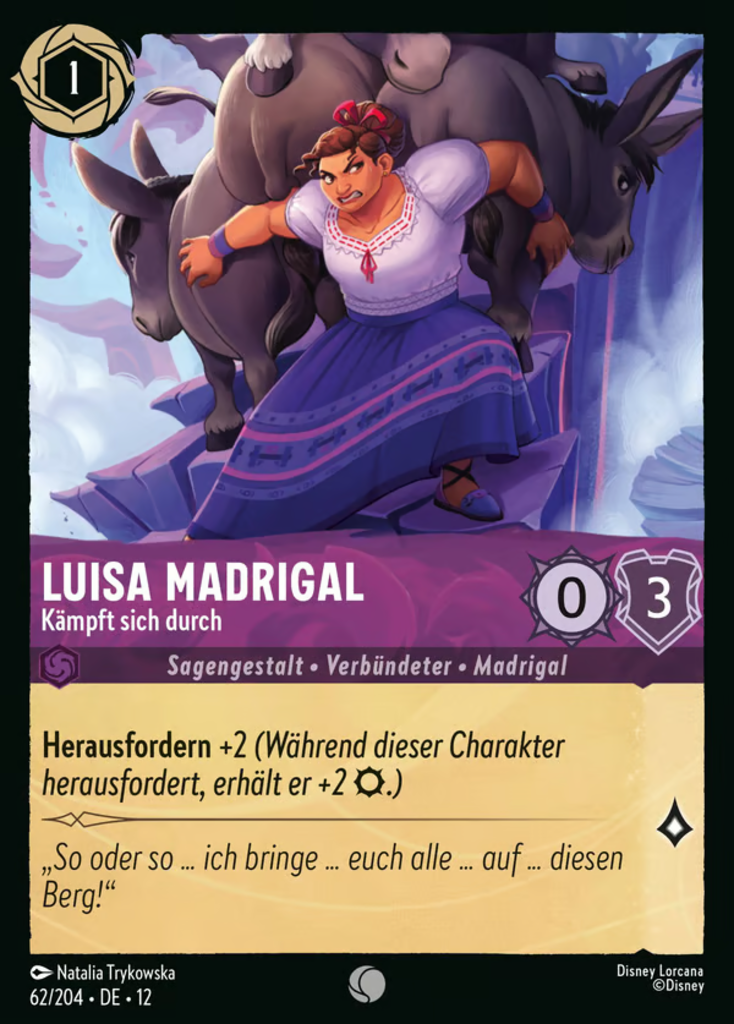 1
LUISA MADRIGAL
Kämpft sich durch
0
3
Sagengestalt • Verbündeter • Madrigal
Herausfordern +2 (Während dieser Charakter
herausfordert, erhält er +2 .)
„So oder so ... ich bringe ... euch alle ... auf ... diesen
Berg!“
Natalia Trykowska
62/204 • DE • 12
Disney Lorcana
©Disney